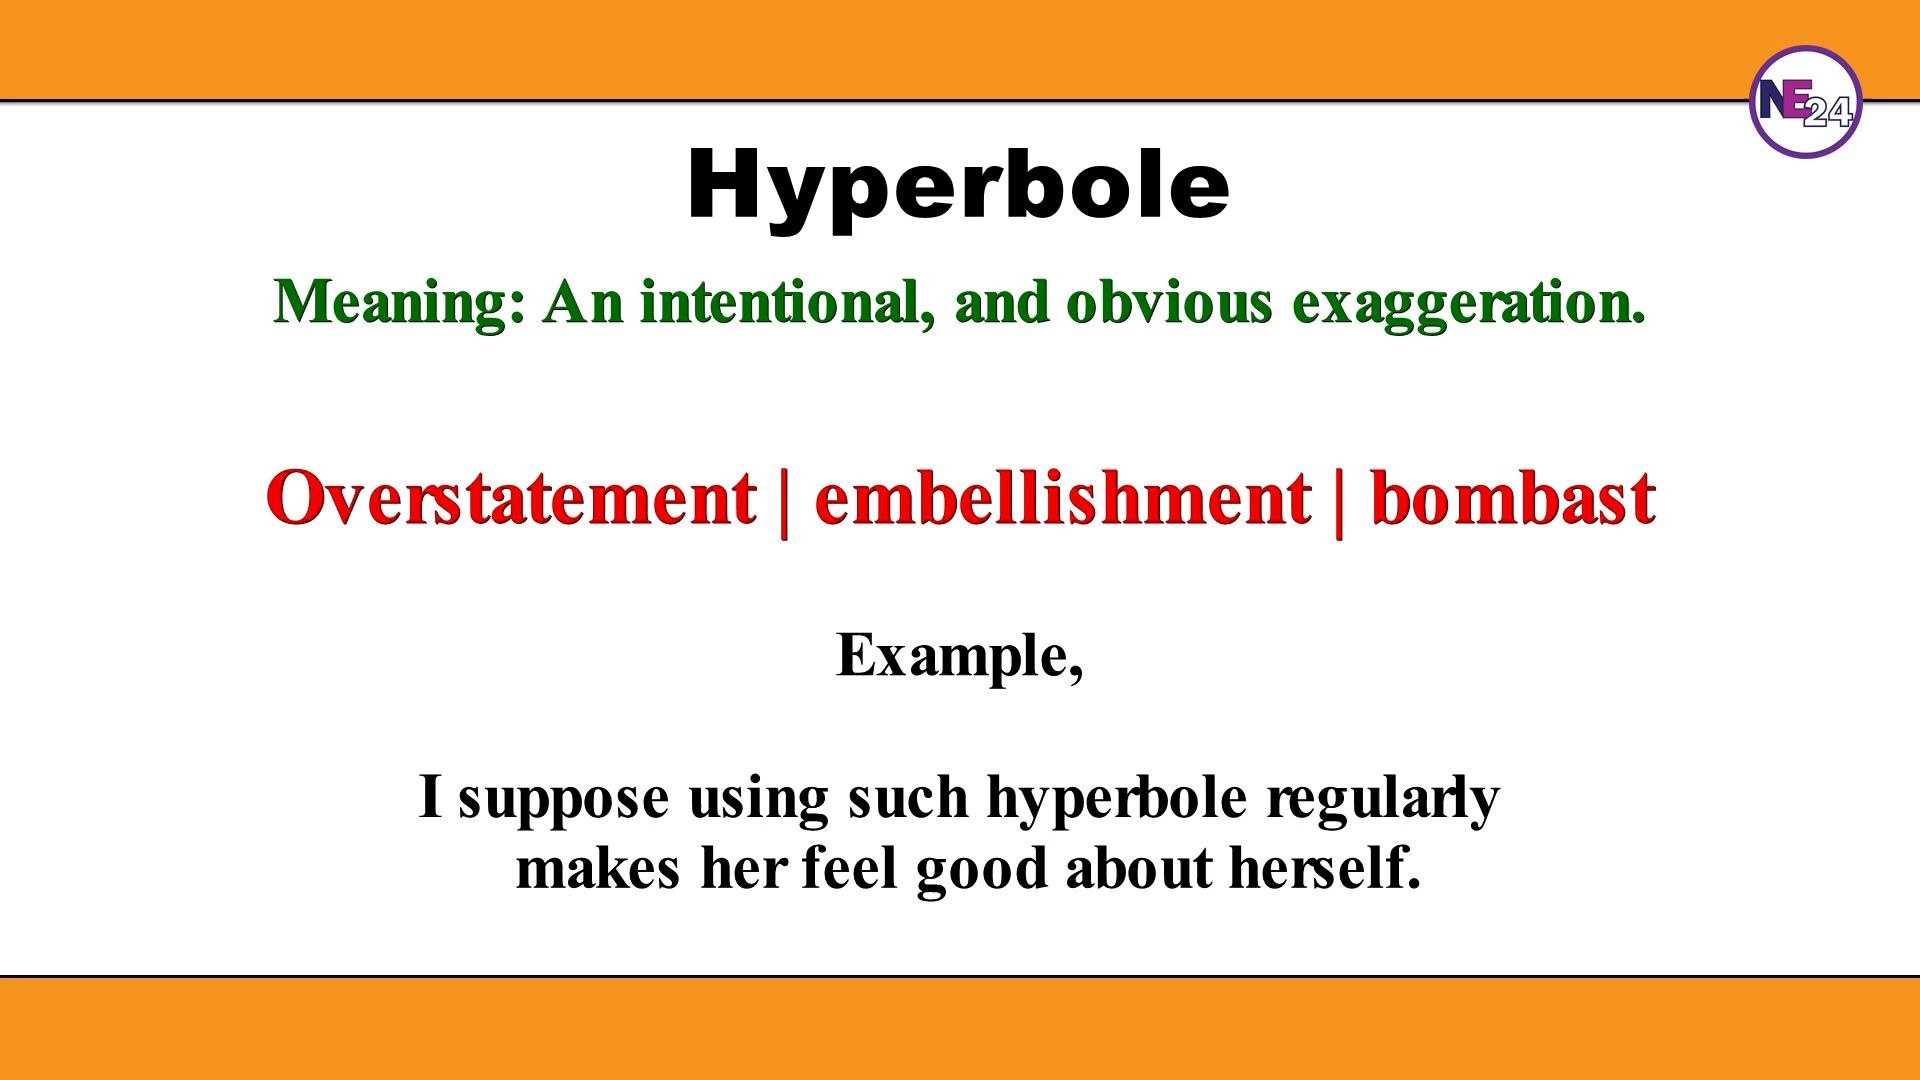 NE24
Hyperbole
Meaning: An intentional, and obvious exaggeration.
Overstatement | embellishment | bombast
Example,
I suppose using such hyperbole regularly
makes her feel good about herself.